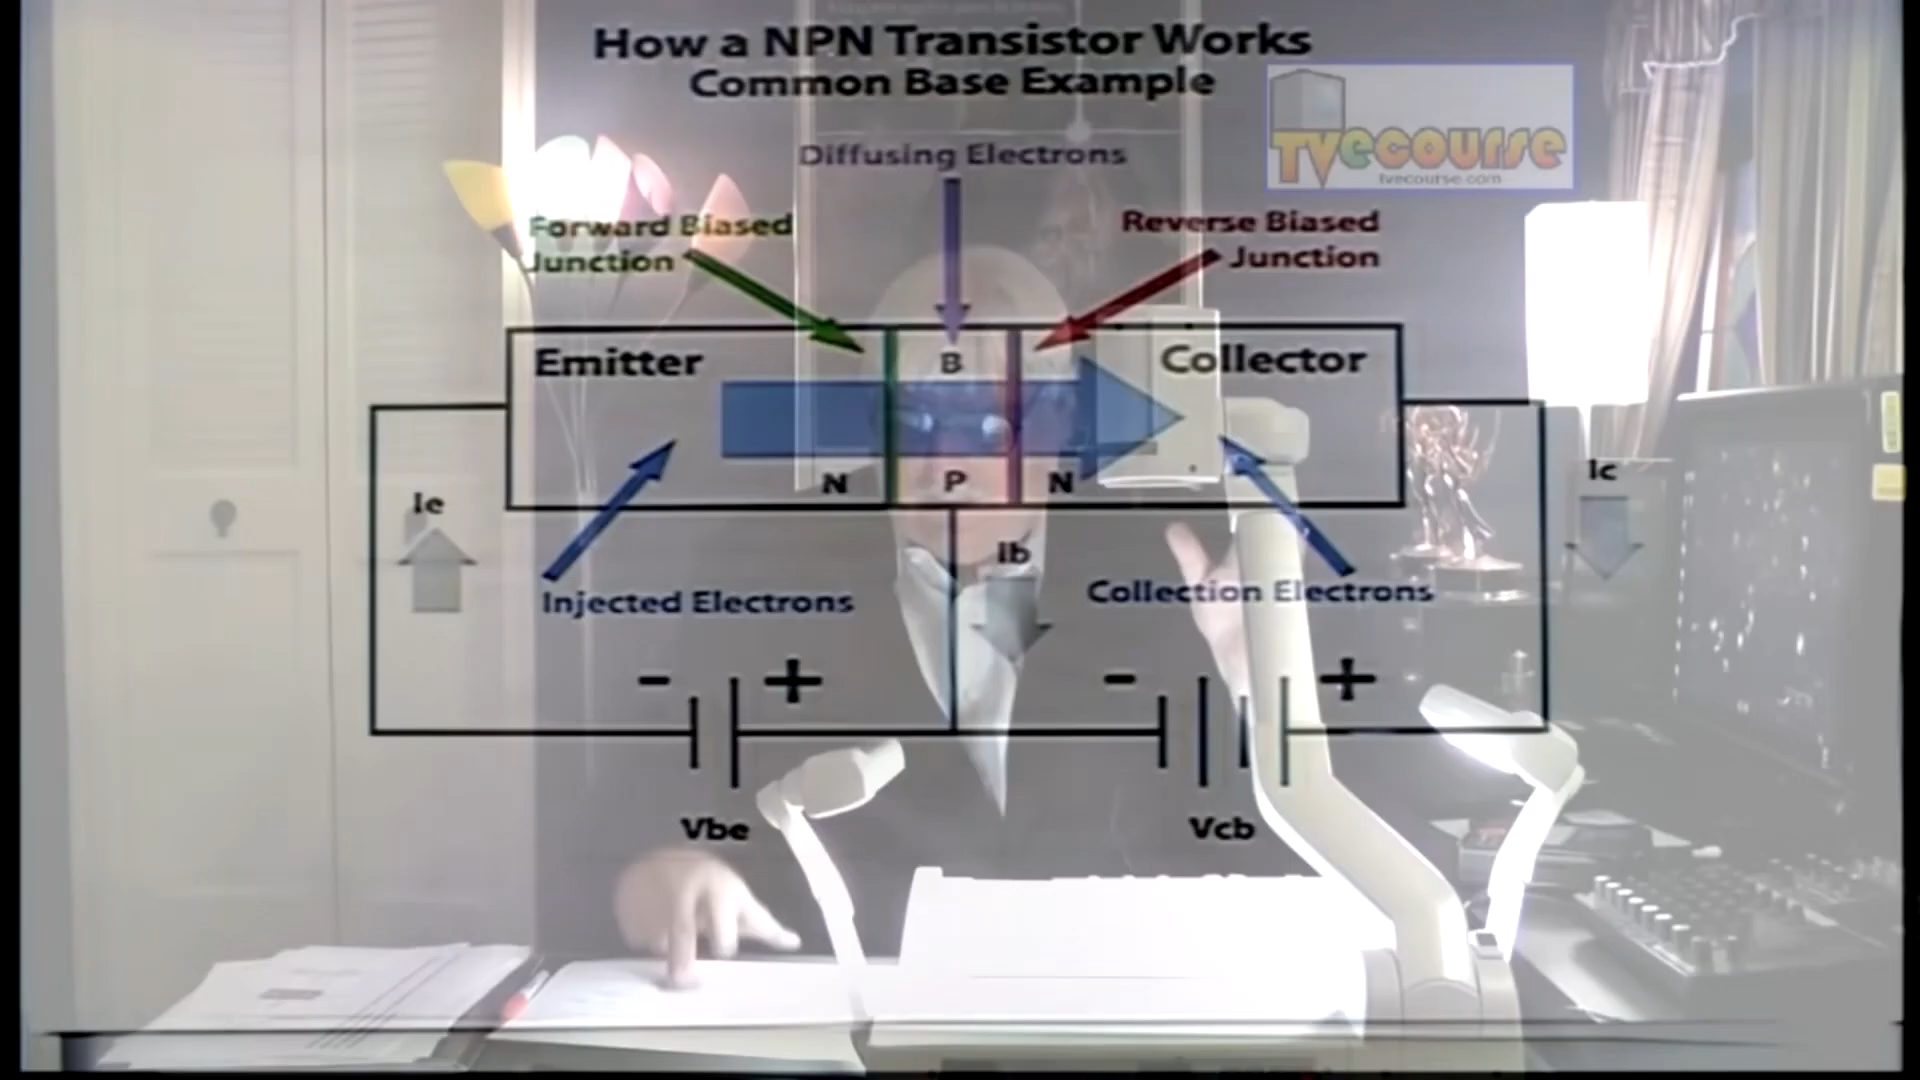 How a NPN Transistor Works
Common Base Example
TVecourse
tvecourse.com
Diffusing Electrons
Forward Biased
Junction
Reverse Biased
Junction
Emitter
B
Collector
N
P
N
Ie
Ib
Ic
Injected Electrons
Collection Electrons
- +
- +
Vbe
Vcb